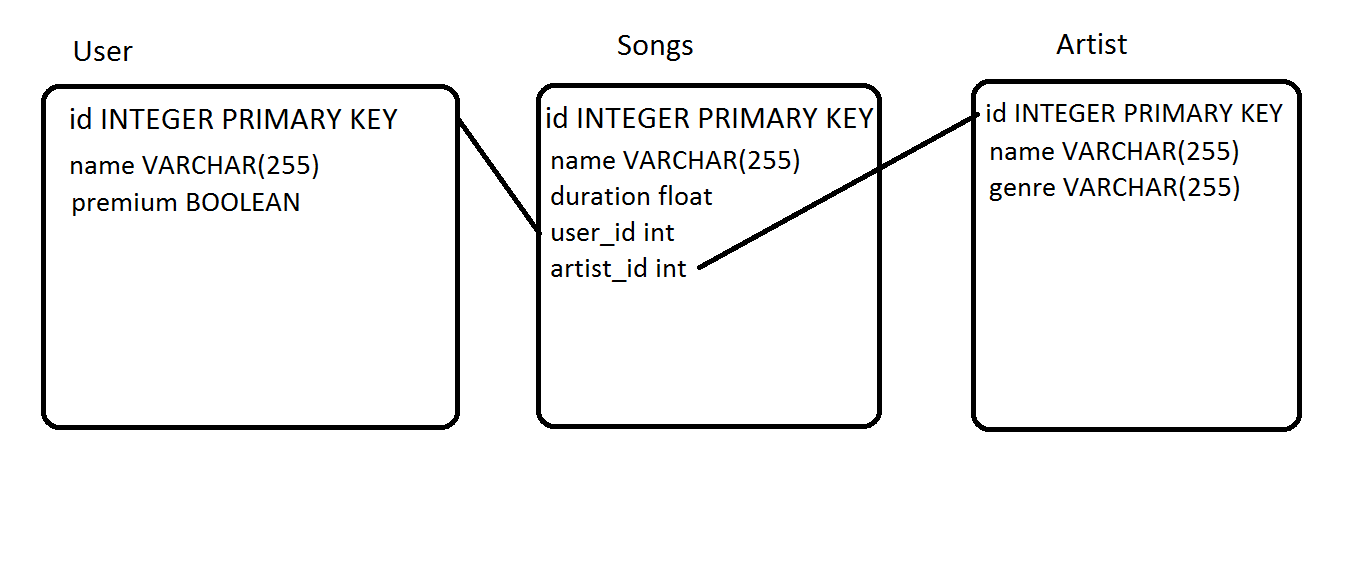 User
id INTEGER PRIMARY KEY
name VARCHAR(255)
premium BOOLEAN
Songs
id INTEGER PRIMARY KEY
name VARCHAR(255)
duration float
user_id int
artist_id int
Artist
id INTEGER PRIMARY KEY
name VARCHAR(255)
genre VARCHAR(255)